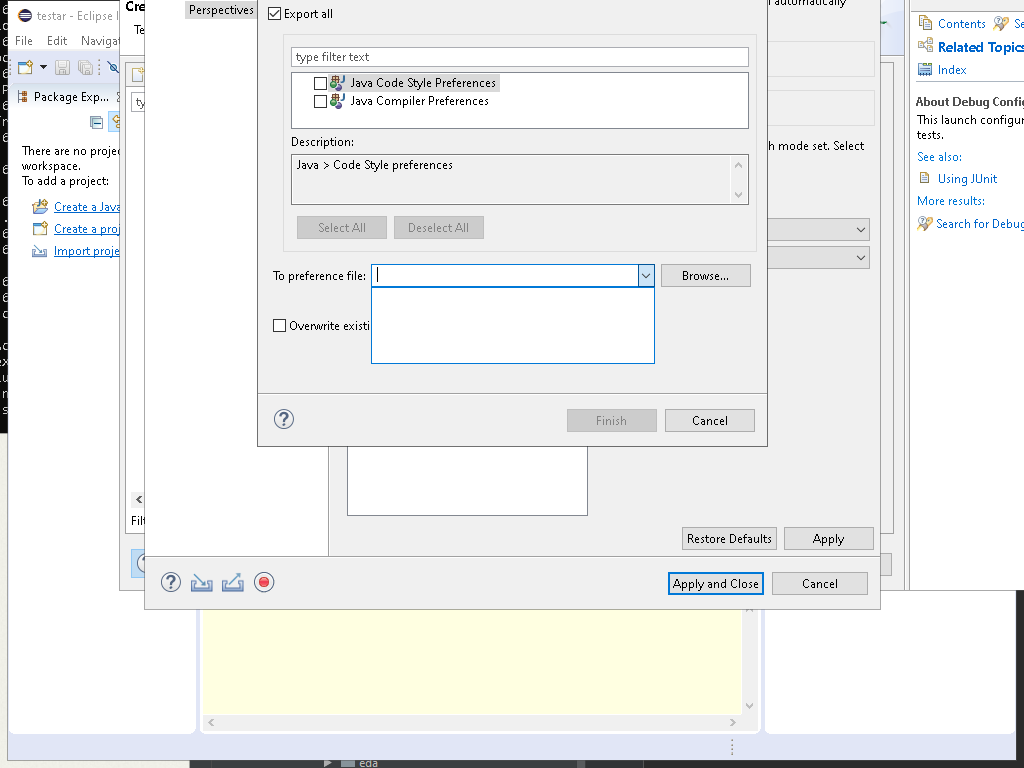 testar - Eclipse I
File Edit Navigat
Package Exp...
There are no projec
workspace.
To add a project:
Create a Java
Create a proj
Import proje
Cre
Te
ty
Filt
Perspectives
Export all
type filter text
Java Code Style Preferences
Java Compiler Preferences
Description:
Java > Code Style preferences
Select All Deselect All
To preference file:
Browse...
Overwrite existi
Finish Cancel
automatically
h mode set. Select
Restore Defaults Apply
Apply and Close Cancel
Contents Se
Related Topics
Index
About Debug Config
This launch configur
tests.
See also:
Using JUnit
More results:
Search for Debug
eda